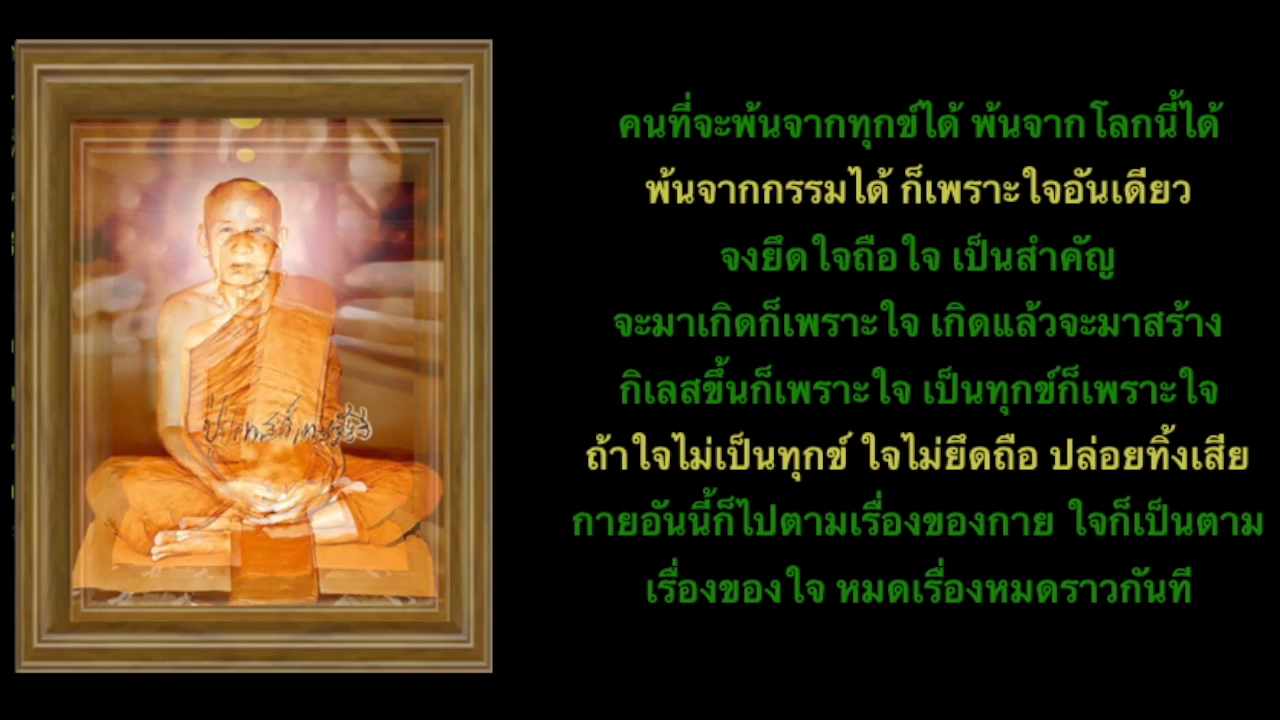 คนที่จะพ้นจากทุกข์ได้ พ้นจากโลกนี้ได้
พ้นจากกรรมได้ ก็เพราะใจอันเดียว
จงยึดใจถือใจ เป็นสำคัญ
จะมาเกิดก็เพราะใจ เกิดแล้วจะมาสร้าง
กิเลสขึ้นก็เพราะใจ เป็นทุกข์ก็เพราะใจ
ถ้าใจไม่เป็นทุกข์ ใจไม่ยึดถือ ปล่อยทิ้งเสีย
กายอันนี้ก็ไปตามเรื่องของกาย ใจก็เป็นตาม
เรื่องของใจ หมดเรื่องหมดราวกันที